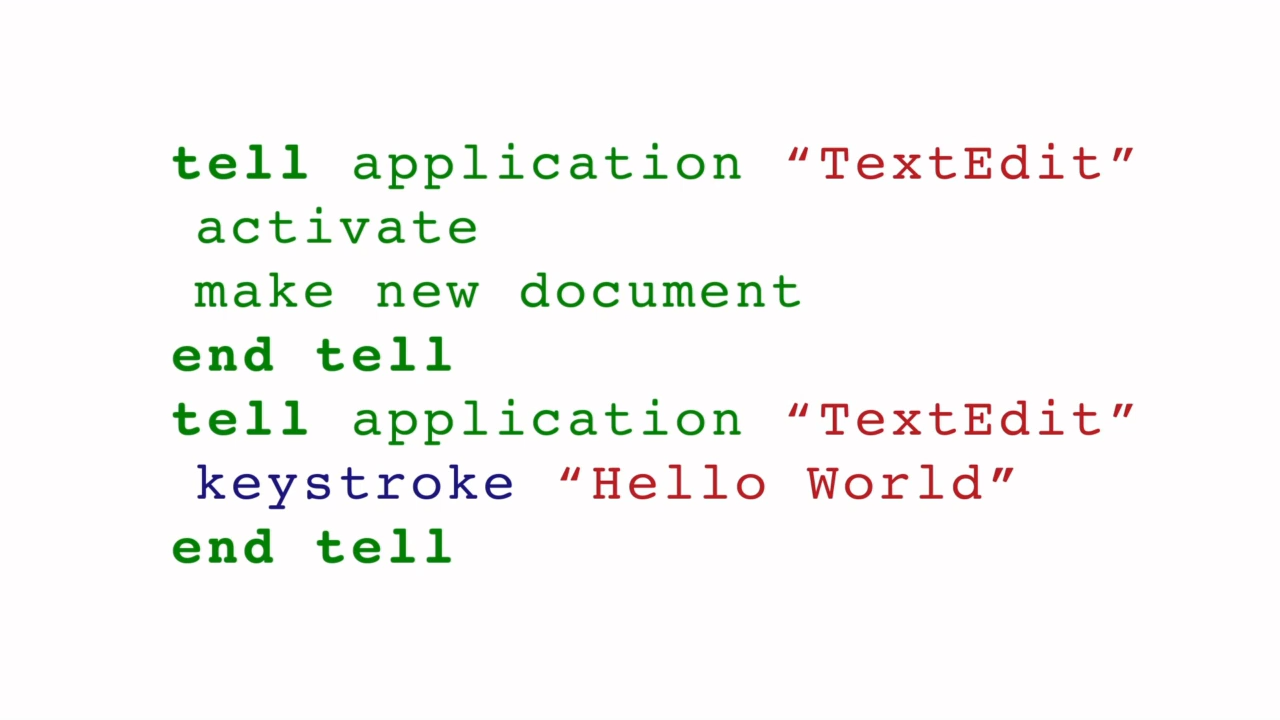 tell application “TextEdit”
activate
make new document
end tell
tell application “TextEdit”
keystroke “Hello World”
end tell